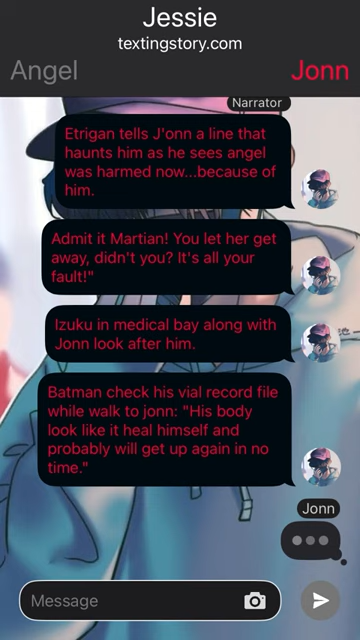 Jessie
textingstory.com
Angel
Jonn
Narrator
Etrigan tells J'onn a line that
haunts him as he sees angel
was harmed now...because of
him.
Admit it Martian! You let her get
away, didn't you? It's all your
fault!"
Izuku in medical bay along with
Jonn look after him.
Batman check his vial record file
while walk to jonn: "His body
look like it heal himself and
probably will get up again in no
time."
Jonn
Message